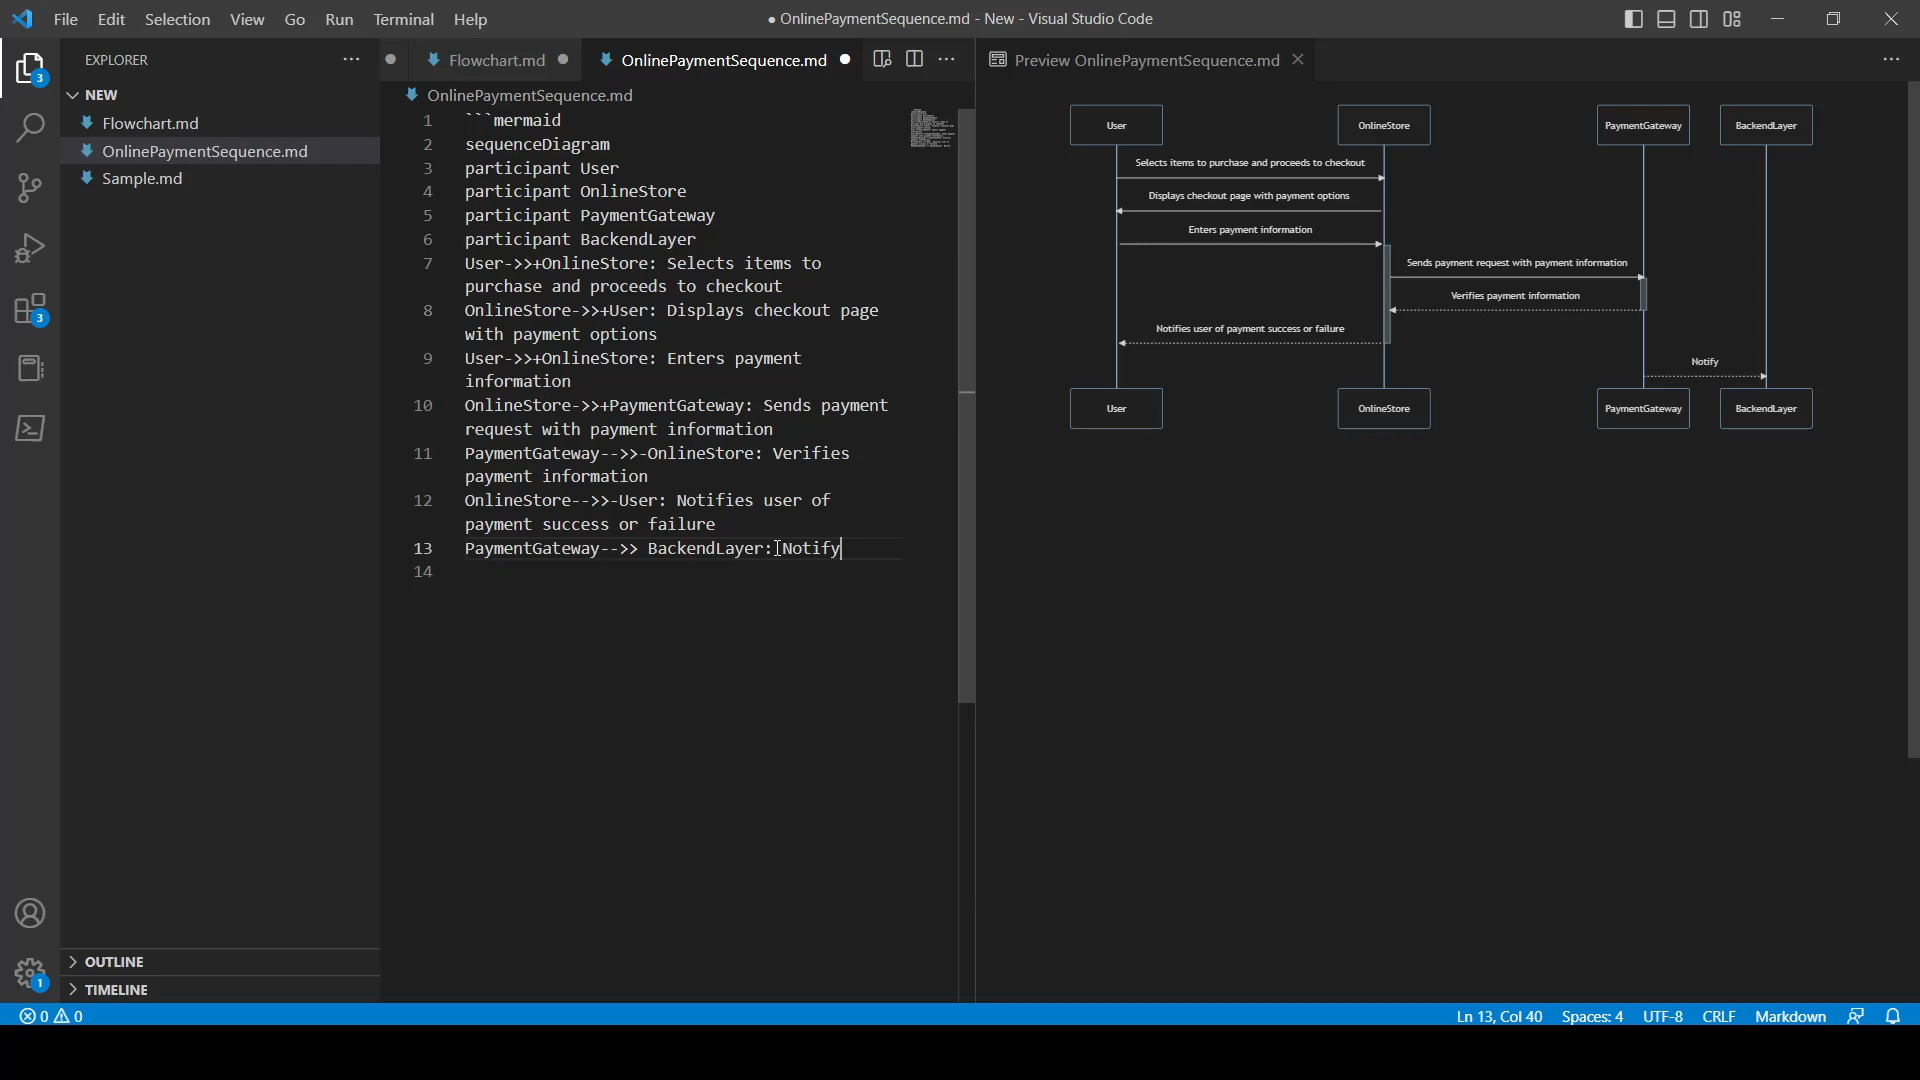 File Edit Selection View Go Run Terminal Help
● OnlinePaymentSequence.md - New - Visual Studio Code
EXPLORER
NEW
Flowchart.md
OnlinePaymentSequence.md
Sample.md
OUTLINE
TIMELINE
3
3
1
Flowchart.md
OnlinePaymentSequence.md
OnlinePaymentSequence.md
1 ```mermaid
2 sequenceDiagram
3 participant User
4 participant OnlineStore
5 participant PaymentGateway
6 participant BackendLayer
7 User->>+OnlineStore: Selects items to
purchase and proceeds to checkout
8 OnlineStore->>+User: Displays checkout page
with payment options
9 User->>+OnlineStore: Enters payment
information
10 OnlineStore->>+PaymentGateway: Sends payment
request with payment information
11 PaymentGateway-->>-OnlineStore: Verifies
payment information
12 OnlineStore-->>-User: Notifies user of
payment success or failure
13 PaymentGateway-->> BackendLayer: Notify
14
Preview OnlinePaymentSequence.md
User OnlineStore PaymentGateway BackendLayer
Selects items to purchase and proceeds to checkout
Displays checkout page with payment options
Enters payment information
Sends payment request with payment information
Verifies payment information
Notifies user of payment success or failure
Notify
User OnlineStore PaymentGateway BackendLayer
0 0
Ln 13, Col 40 Spaces: 4 UTF-8 CRLF Markdown